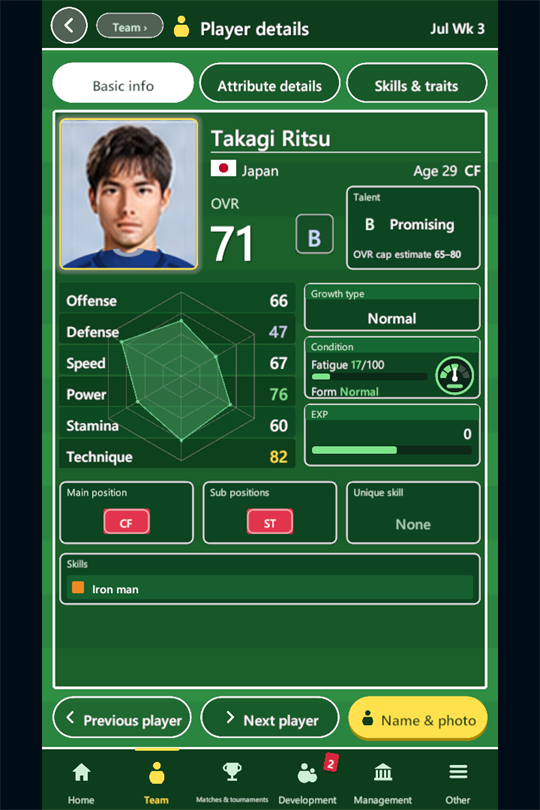 Team ›
Player details
Jul Wk 3
Basic info
Attribute details
Skills & traits
Takagi Ritsu
Japan
Age 29 CF
OVR
71
B
Talent
B Promising
OVR cap estimate 65–80
Offense 66
Defense 47
Speed 67
Power 76
Stamina 60
Technique 82
Growth type
Normal
Condition
Fatigue 17/100
Form Normal
EXP
0
Main position
CF
Sub positions
ST
Unique skill
None
Skills
Iron man
Previous player
Next player
Name & photo
2
Home
Team
Matches & tournaments
Development
Management
Other